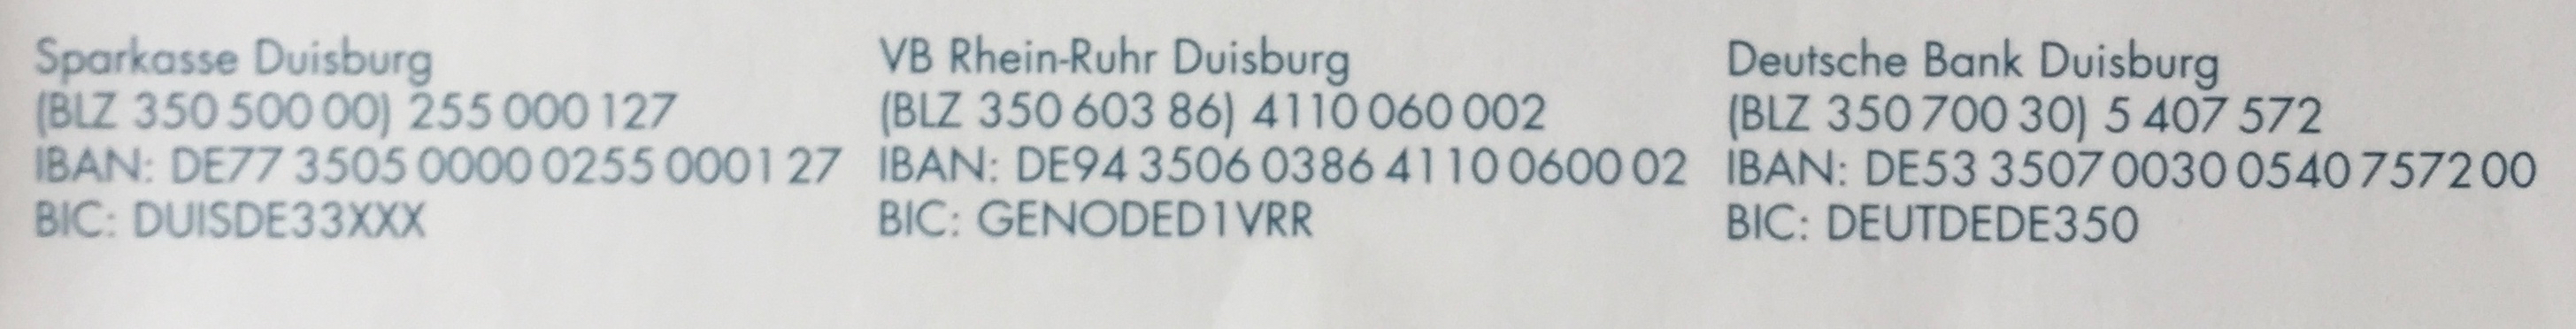 Sparkasse Duisburg
(BLZ 350 500 00) 255 000 127
IBAN: DE77 3505 0000 0255 0001 27
BIC: DUISDE33XXX
VB Rhein-Ruhr Duisburg
(BLZ 350 603 86) 4110 060 002
IBAN: DE94 3506 0386 4110 0600 02
BIC: GENODED1VRR
Deutsche Bank Duisburg
(BLZ 350 700 30) 5 407 572
IBAN: DE53 3507 0030 0540 7572 00
BIC: DEUTDEDE350